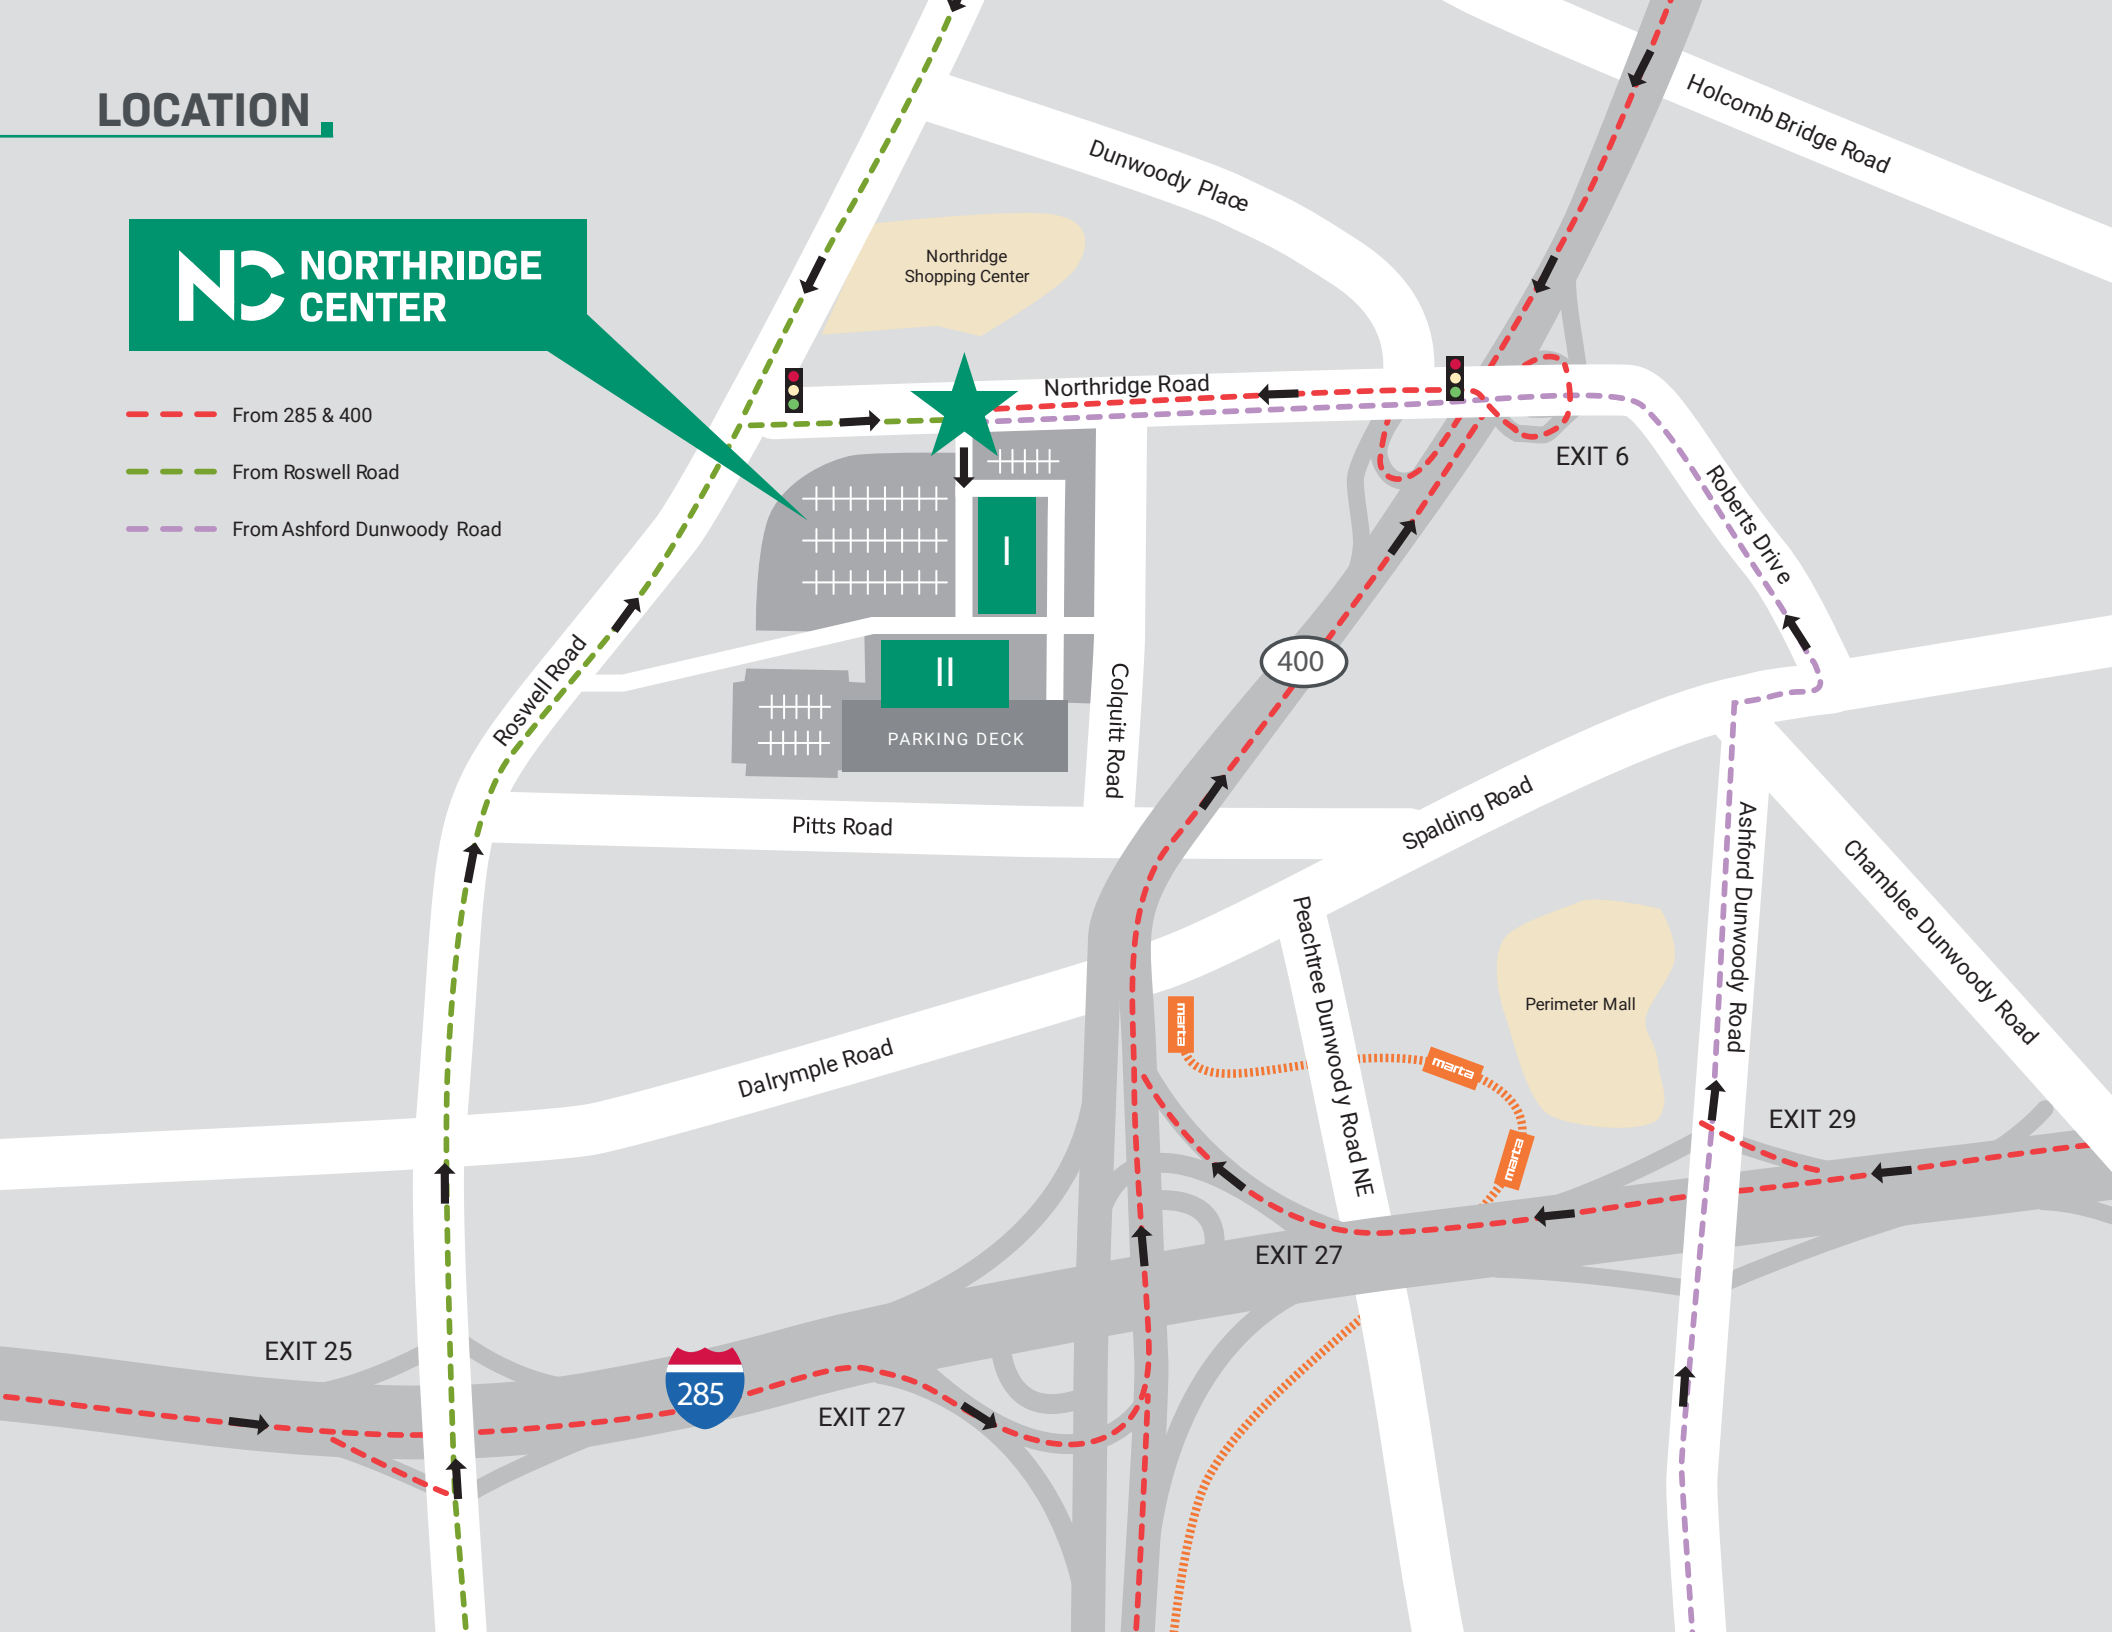 LOCATION
NC NORTHRIDGE
CENTER
From 285 & 400
From Roswell Road
From Ashford Dunwoody Road
Holcomb Bridge Road
Dunwoody Place
Northridge
Shopping Center
Northridge Road
EXIT 6
Roberts Drive
I
II
PARKING DECK
400
Roswell Road
Colquitt Road
Pitts Road
Spalding Road
Ashford Dunwoody Road
Chamblee Dunwoody Road
Peachtree Dunwoody Road NE
Perimeter Mall
marta
marta
marta
Dalrymple Road
EXIT 29
EXIT 27
EXIT 25
285
EXIT 27